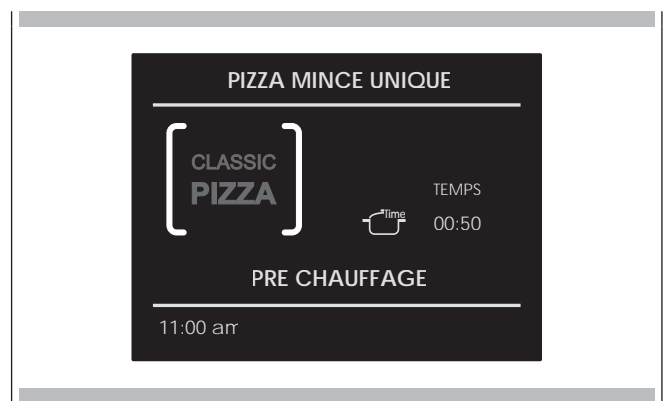 PIZZA MINCE UNIQUE
CLASSIC
PIZZA
TEMPS
Time
00:50
PRE CHAUFFAGE
11:00 am